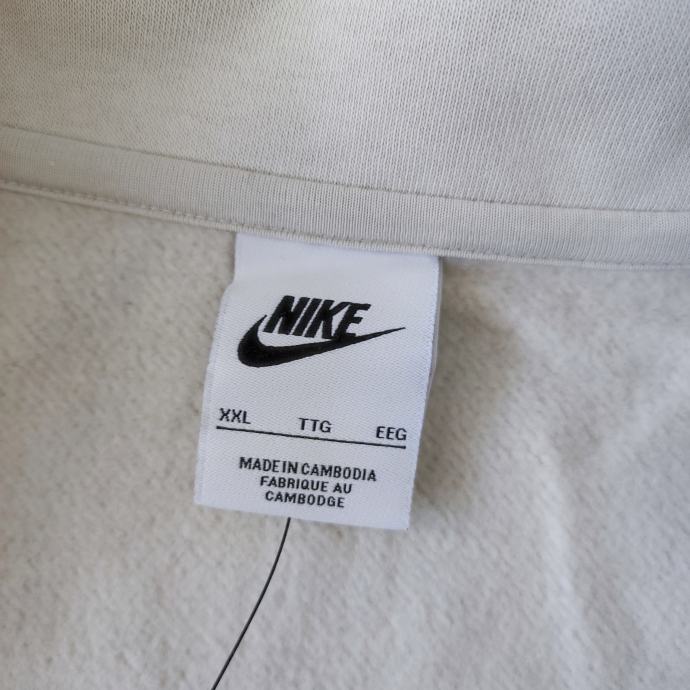 NIKE
XXL TTG EEG
MADE IN CAMBODIA
FABRIQUE AU
CAMBODGE